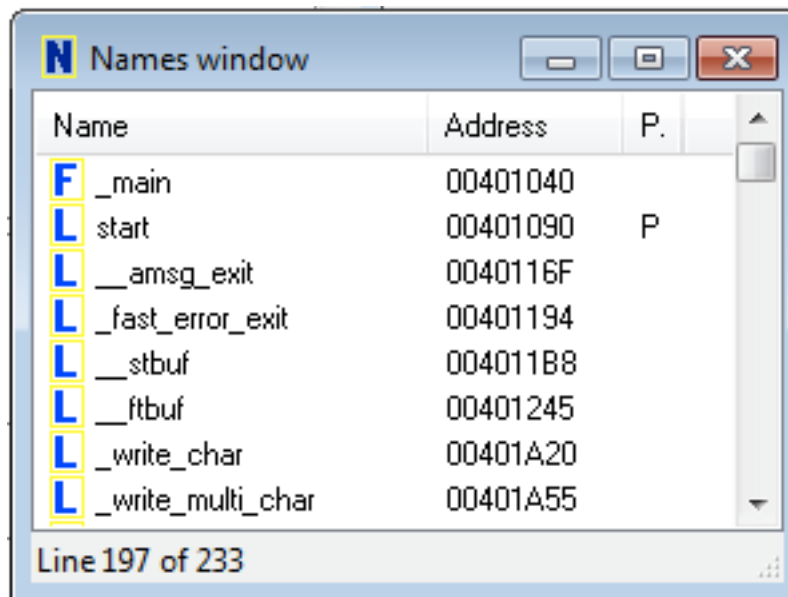 N Names window
Name Address P.
F _main 00401040
L start 00401090 P
L __amsg_exit 0040116F
L _fast_error_exit 00401194
L __stbuf 004011B8
L __ftbuf 00401245
L _write_char 00401A20
L _write_multi_char 00401A55
Line 197 of 233